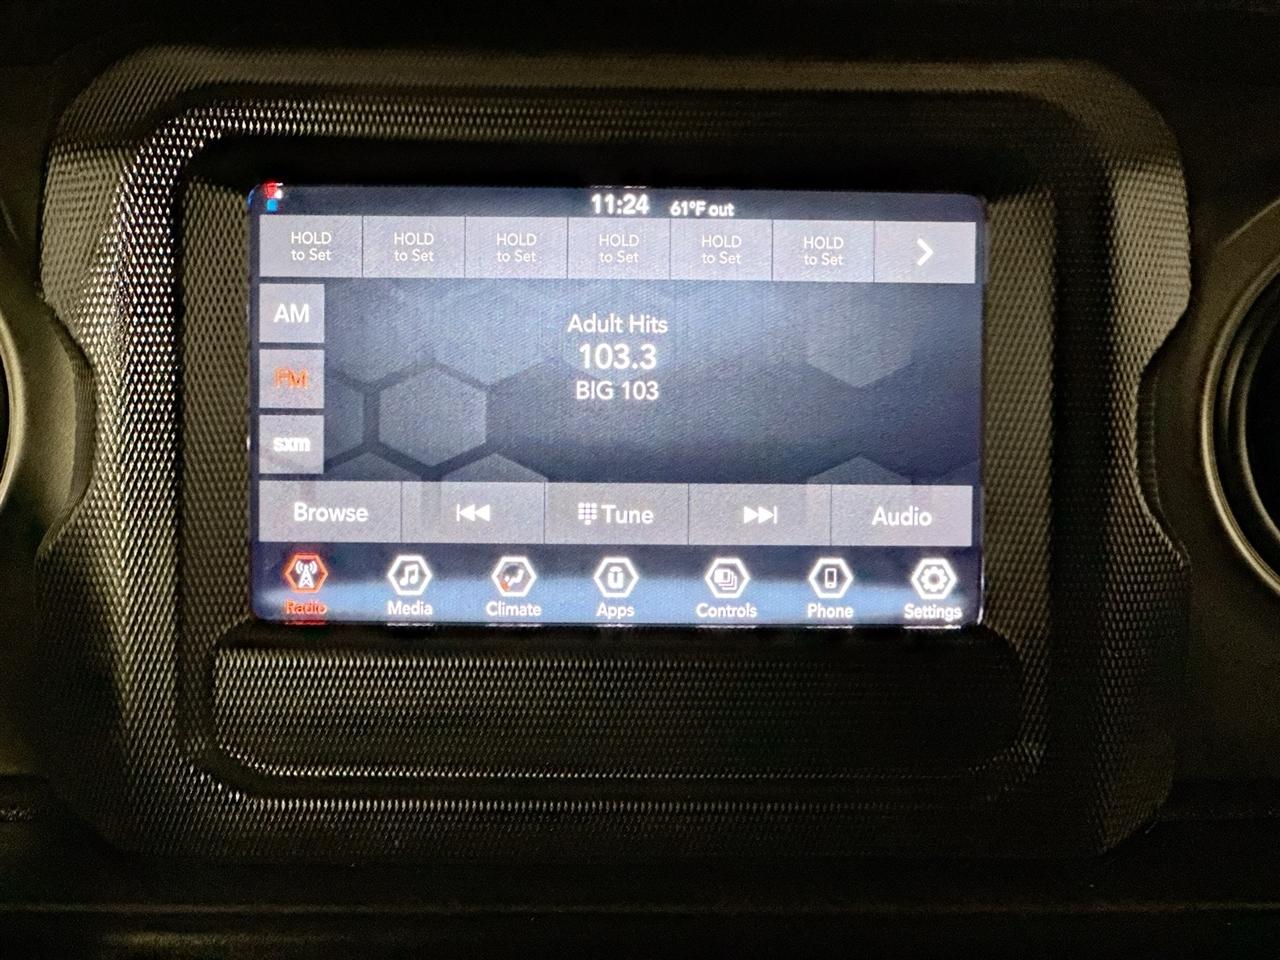 11:24 61°F out
HOLD HOLD HOLD HOLD HOLD HOLD
to Set to Set to Set to Set to Set to Set
AM
FM
sxm
Adult Hits
103.3
BIG 103
Browse Tune Audio
Radio Media Climate Apps Controls Phone Settings